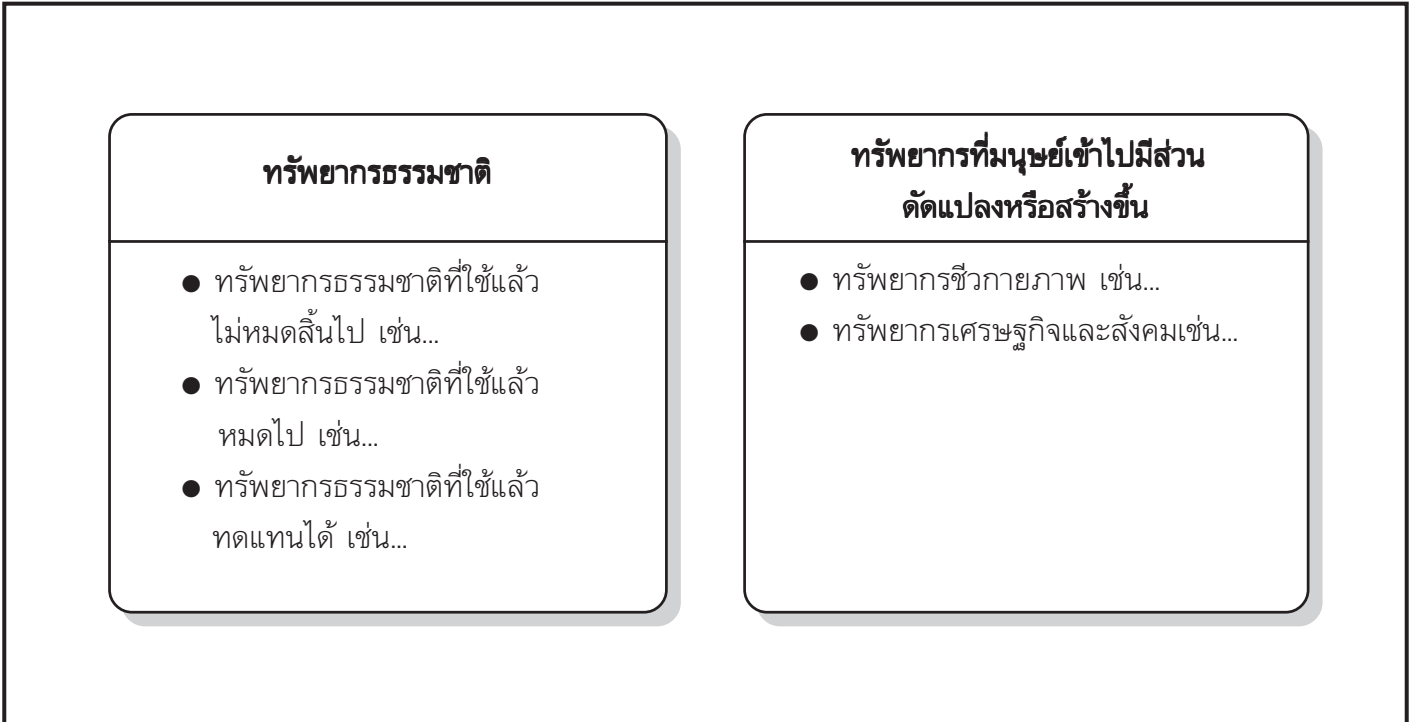 ทรัพยากรธรรมชาติ
● ทรัพยากรธรรมชาติที่ใช้แล้ว
ไม่หมดสิ้นไป เช่น...
● ทรัพยากรธรรมชาติที่ใช้แล้ว
หมดไป เช่น...
● ทรัพยากรธรรมชาติที่ใช้แล้ว
ทดแทนได้ เช่น...
ทรัพยากรที่มนุษย์เข้าไปมีส่วน
ดัดแปลงหรือสร้างขึ้น
● ทรัพยากรชีวกายภาพ เช่น...
● ทรัพยากรเศรษฐกิจและสังคมเช่น...